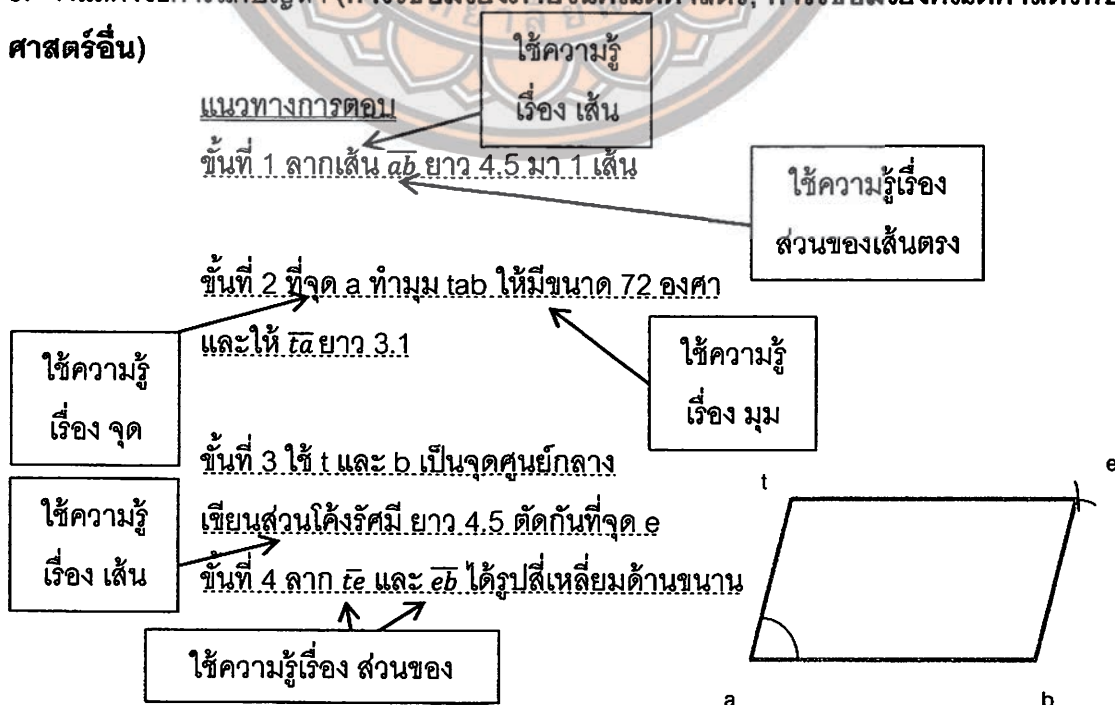 ศาสตร์อื่น)
ใช้ความรู้
เรื่อง เส้น
แนวทางการตอบ
ขั้นที่ 1 ลากเส้น ab ยาว 4.5 มา 1 เส้น
ใช้ความรู้เรื่อง
ส่วนของเส้นตรง
ขั้นที่ 2 ที่จุด a ทำมุม tab ให้มีขนาด 72 องศา
และให้ ta ยาว 3.1
ใช้ความรู้
เรื่อง จุด
ใช้ความรู้
เรื่อง มุม
ขั้นที่ 3 ใช้ t และ b เป็นจุดศูนย์กลาง
เขียนส่วนโค้งรัศมี ยาว 4.5 ตัดกันที่จุด e
ใช้ความรู้
เรื่อง เส้น
ขั้นที่ 4 ลาก te และ eb ได้รูปสี่เหลี่ยมด้านขนาน
ใช้ความรู้เรื่อง ส่วนของ
t
e
a
b